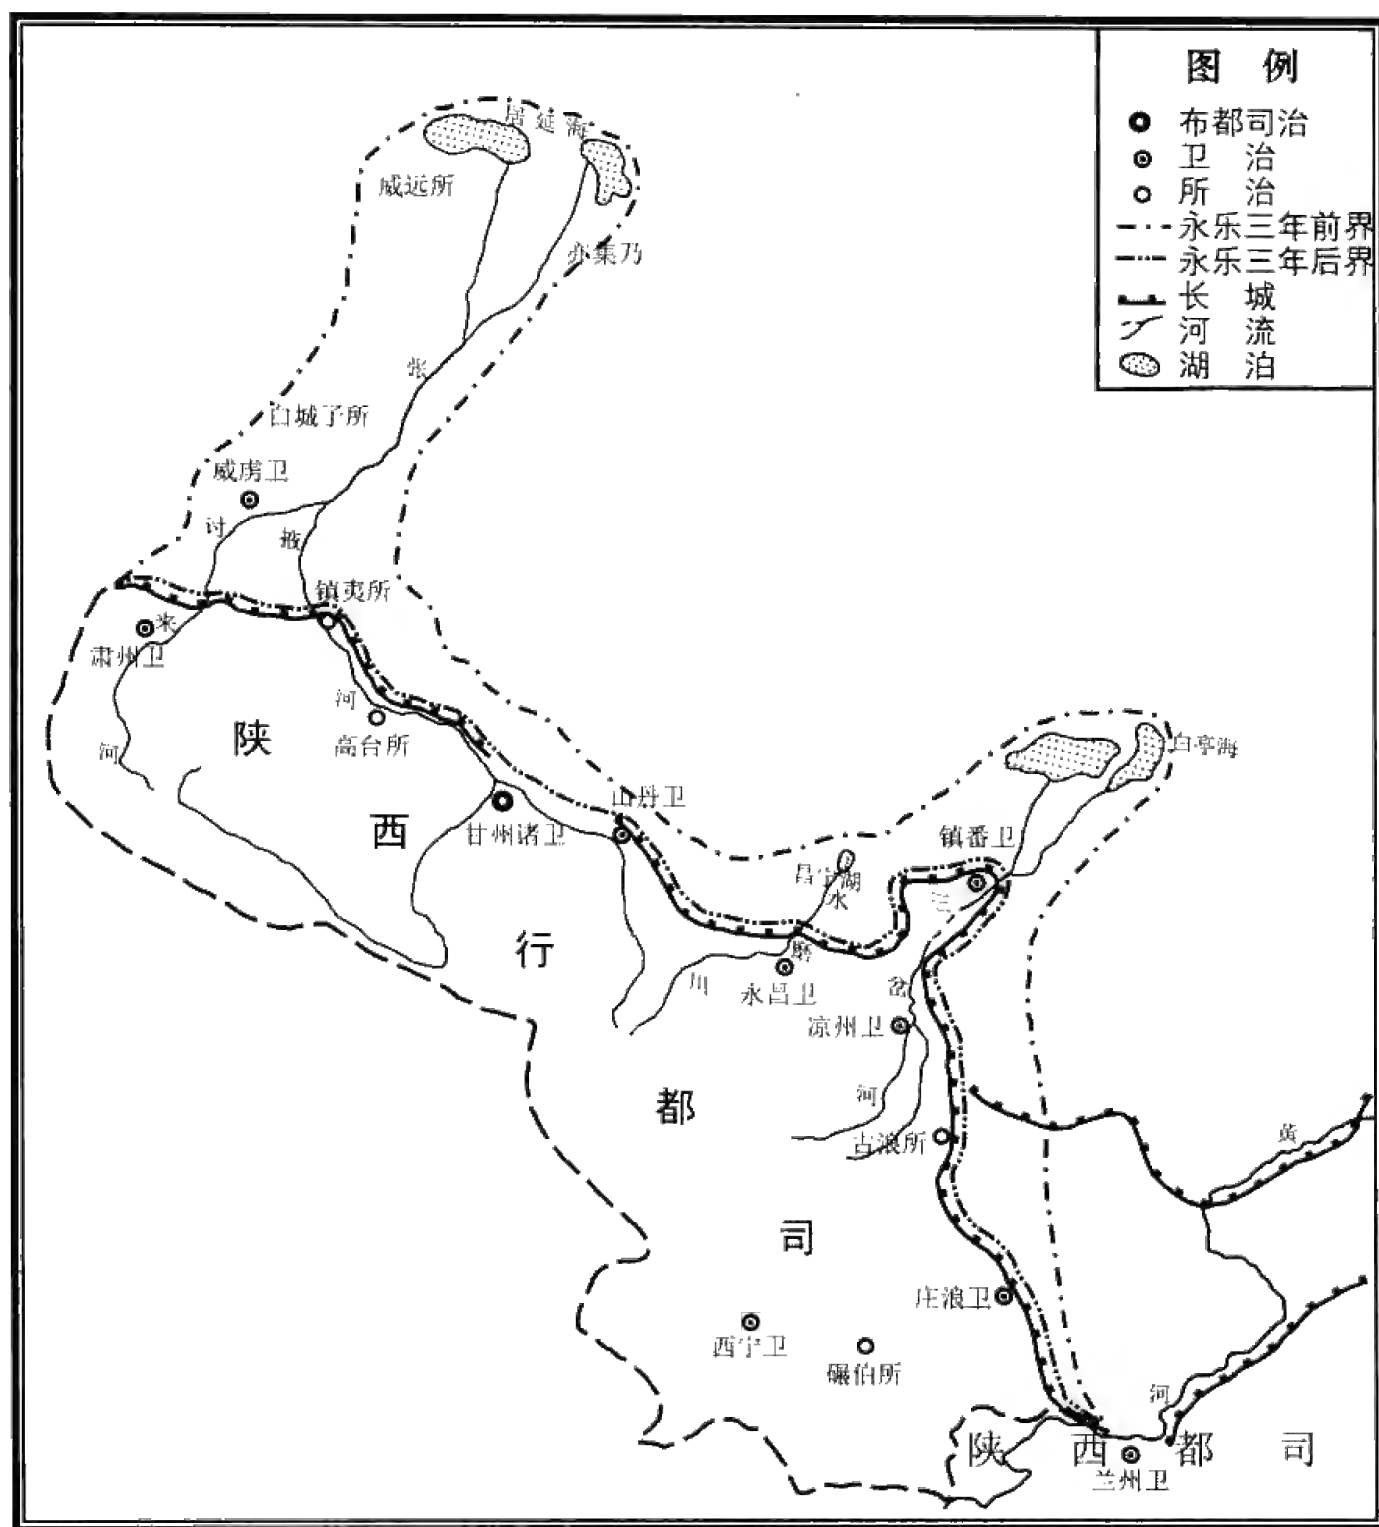 图 例
布都司治
卫 治
所 治
永乐三年前界
永乐三年后界
长 城
河 流
湖 泊
居延海
威远所
亦集乃
张
白城子所
威虏卫
讨
掖
镇夷所
来
肃州卫
河
陕
河
高台所
白亭海
山丹卫
西
甘州诸卫
镇番卫
昌宁湖
水
三
行
磨
川
永昌卫
岔
凉州卫
河
都
古浪所
黄
司
庄浪卫
西宁卫
碾伯所
河
陕 西 都 司
兰州卫